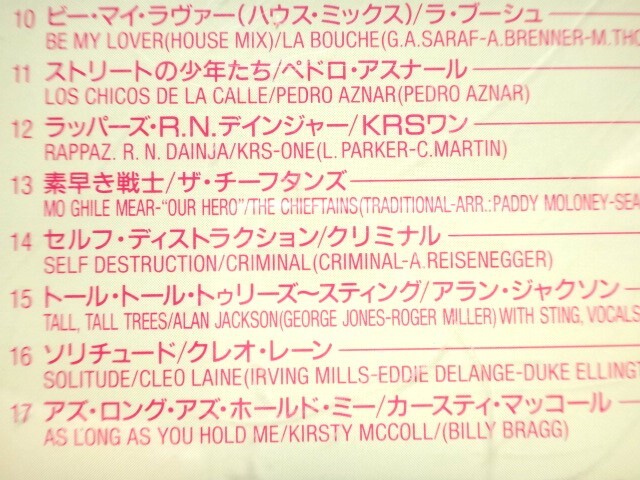 10 ビー・マイ・ラヴァー(ハウス・ミックス)/ラ・ブーシュ
BE MY LOVER(HOUSE MIX)/LA BOUCHE(G.A.SARAF-A.BRENNER-M.THO
11 ストリートの少年たち/ペドロ・アスナール
LOS CHICOS DE LA CALLE/PEDRO AZNAR(PEDRO AZNAR)
12 ラッパーズ・R.N.デインジャー/KRSワン
RAPPAZ. R. N. DAINJA/KRS-ONE(L. PARKER-C.MARTIN)
13 素早き戦士/ザ・チーフタンズ
MO GHILE MEAR-“OUR HERO”/THE CHIEFTAINS(TRADITIONAL-ARR.:PADDY MOLONEY-SEA
14 セルフ・ディストラクション/クリミナル
SELF DESTRUCTION/CRIMINAL(CRIMINAL-A.REISENEGGER)
15 トール・トール・トゥリーズ〜スティング/アラン・ジャクソン
TALL, TALL TREES/ALAN JACKSON(GEORGE JONES-ROGER MILLER) WITH STING, VOCALS
16 ソリチュード/クレオ・レーン
SOLITUDE/CLEO LAINE(IRVING MILLS-EDDIE DELANGE-DUKE ELLINGT
17 アズ・ロング・アズ・ホールド・ミー/カースティ・マッコール
AS LONG AS YOU HOLD ME/KIRSTY McCOLL/(BILLY BRAGG)